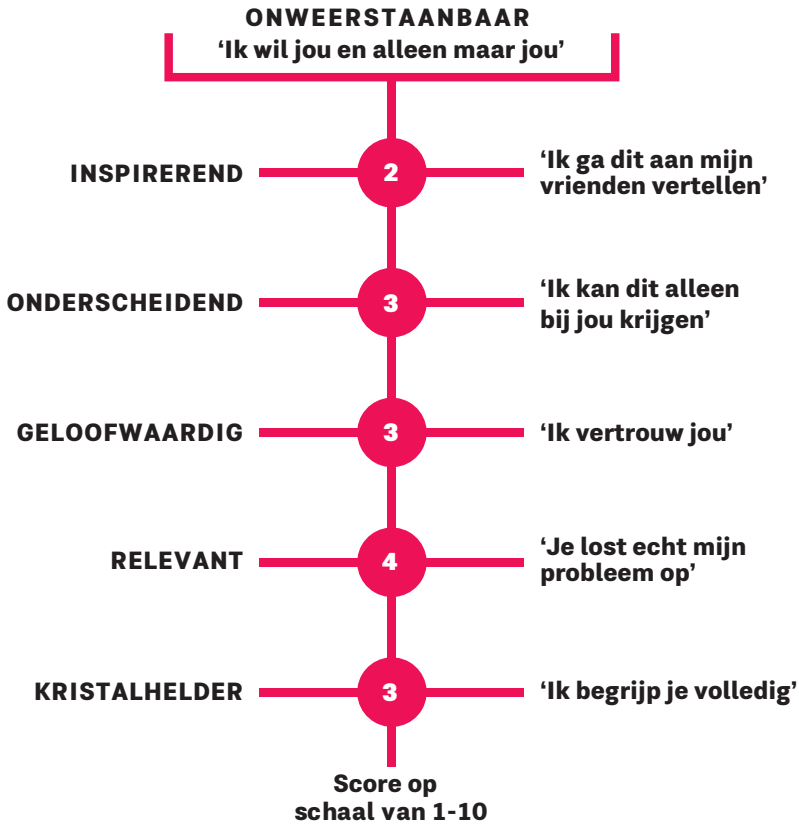 ONWEERSTAANBAAR
‘Ik wil jou en alleen maar jou’
INSPIREREND
2
‘Ik ga dit aan mijn
vrienden vertellen’
ONDERSCHEIDEND
3
‘Ik kan dit alleen
bij jou krijgen’
GELOOFWAARDIG
3
‘Ik vertrouw jou’
RELEVANT
4
‘Je lost echt mijn
probleem op’
KRISTALHELDER
3
‘Ik begrijp je volledig’
Score op
schaal van 1-10